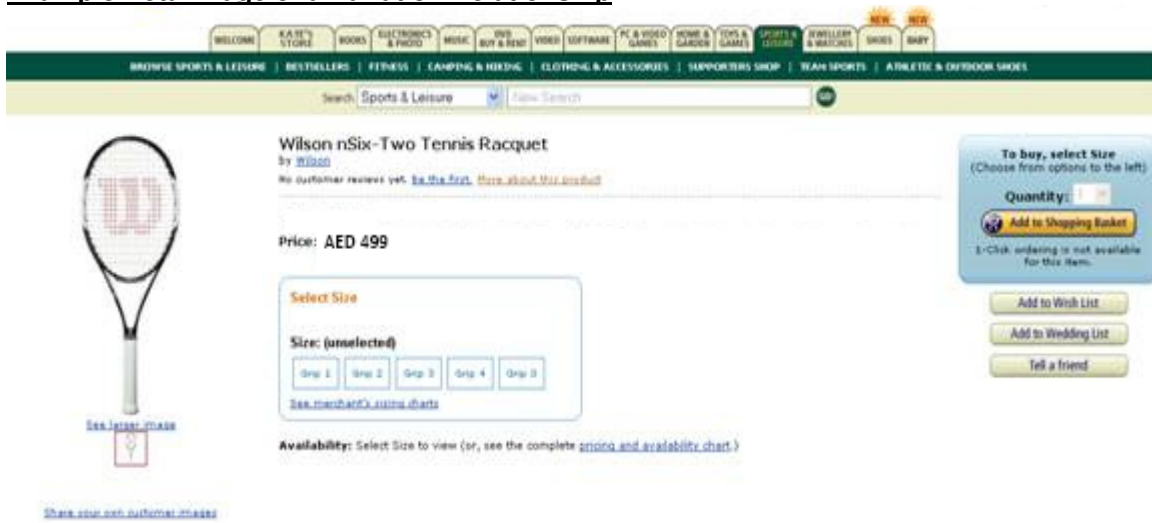 NEW NEW
WELCOME KATE'S STORE BOOKS ELECTRONICS & PHOTO MUSIC DVD BUY & RENT VIDEO SOFTWARE PC & VIDEO GAMES HOME & GARDEN TOYS & GAMES SPORTS & LEISURE JEWELLERY & WATCHES SHOES BABY
BROWSE SPORTS & LEISURE | BESTSELLERS | FITNESS | CAMPING & HIKING | CLOTHING & ACCESSORIES | SUPPORTERS SHOP | TEAM SPORTS | ATHLETIC & OUTDOOR SHOES
Search Sports & Leisure New Search GO
Wilson nSix-Two Tennis Racquet
by Wilson
No customer reviews yet. Be the first. More about this product
Price: AED 499
Select Size
Size: (unselected)
Grip 1 Grip 2 Grip 3 Grip 4 Grip 5
See merchant's sizing charts
Availability: Select Size to view (or, see the complete pricing and availability chart.)
See larger image
Share your own customer images
To buy, select Size
(Choose from options to the left)
Quantity: 1
Add to Shopping Basket
1-Click ordering is not available
for this item.
Add to Wish List
Add to Wedding List
Tell a friend